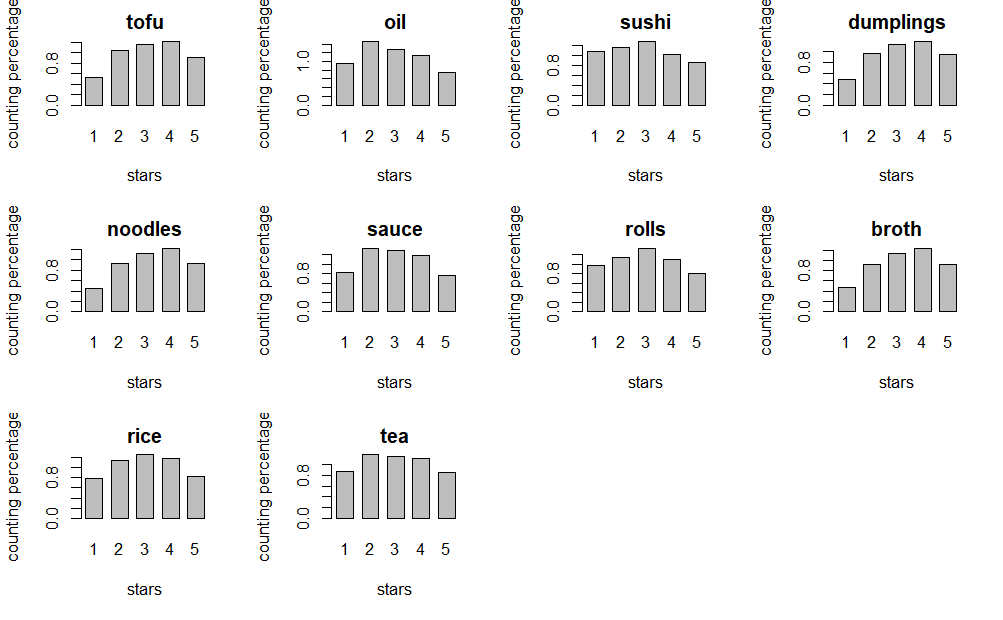 tofu
counting percentage
0.0 0.8
1 2 3 4 5
stars
oil
counting percentage
0.0 1.0
1 2 3 4 5
stars
sushi
counting percentage
0.0 0.8
1 2 3 4 5
stars
dumplings
counting percentage
0.0 0.8
1 2 3 4 5
stars
noodles
counting percentage
0.0 0.8
1 2 3 4 5
stars
sauce
counting percentage
0.0 0.8
1 2 3 4 5
stars
rolls
counting percentage
0.0 0.8
1 2 3 4 5
stars
broth
counting percentage
0.0 0.8
1 2 3 4 5
stars
rice
counting percentage
0.0 0.8
1 2 3 4 5
stars
tea
counting percentage
0.0 0.8
1 2 3 4 5
stars